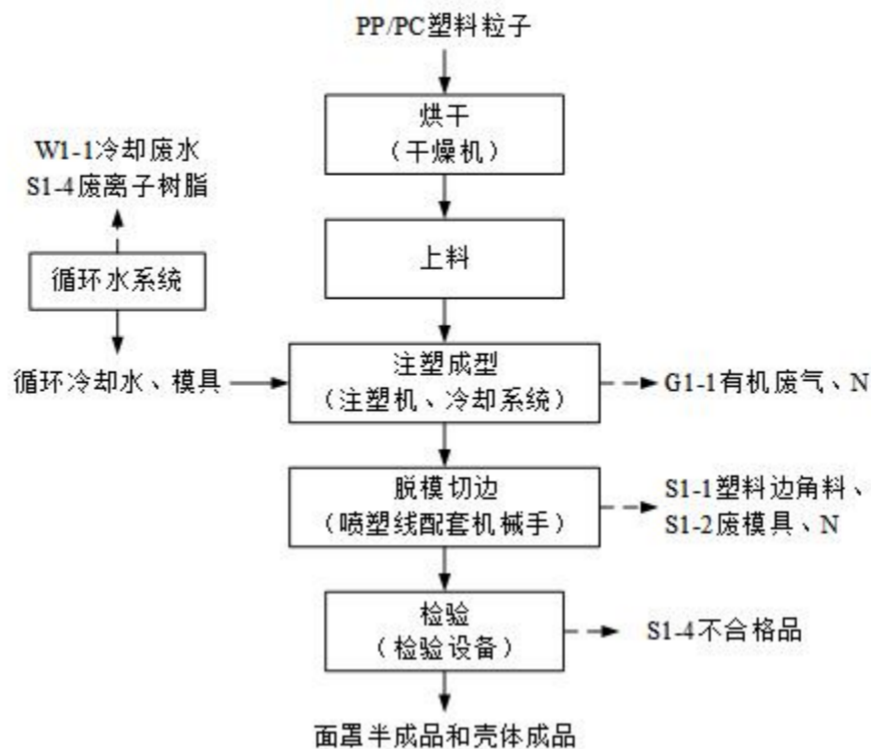 PP/PC塑料粒子
烘干
（干燥机）
W1-1冷却废水
S1-4废离子树脂
上料
循环水系统
注塑成型
（注塑机、冷却系统）
循环冷却水、模具
G1-1有机废气、N
脱模切边
（喷塑线配套机械手）
S1-1塑料边角料、
S1-2废模具、N
检验
（检验设备）
S1-4不合格品
面罩半成品和壳体成品